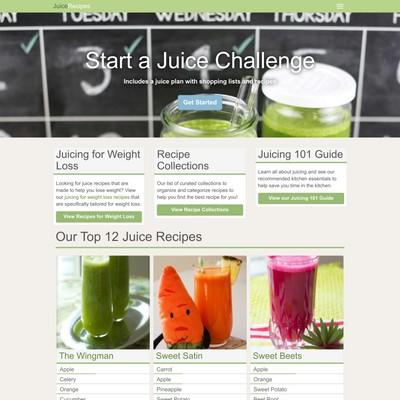 JuiceRecipes
TUESDAY WEDNESDAY THURSDAY
Start a Juice Challenge
Includes a juice plan with shopping lists and recipes
Get Started
Juicing for Weight Loss
Looking for juice recipes that are
made to help you lose weight? View
our juicing for weight loss recipes that
are specifically tailored for weight loss.
View Recipes for Weight Loss
Recipe Collections
Our list of curated collections to
organize and categorize recipes to
help you find the best recipe for you!
View Recipe Collections
Juicing 101 Guide
Learn all about juicing and see our
recommended kitchen essentials to
help save you time in the kitchen.
View our Juicing 101 Guide
Our Top 12 Juice Recipes
The Wingman
Apple
Celery
Orange
Cucumber
Sweet Satin
Carrot
Apple
Pineapple
Sweet Potato
Sweet Beets
Apple
Orange
Sweet Potato
Beet Root